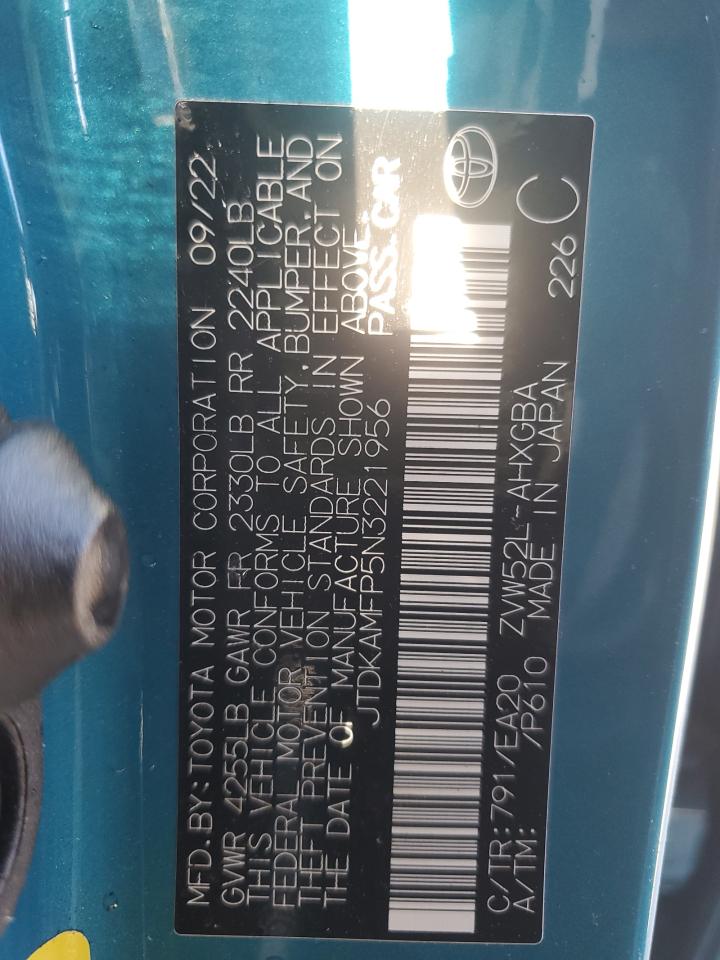 MFD.BY:TOYOTA MOTOR CORPORATION 09/22
GVWR 4255LB GAWR FR 2330LB RR 2240LB
THIS VEHICLE CONFORMS TO ALL APPLICABLE
FEDERAL MOTOR VEHICLE SAFETY,BUMPER,AND
THEFT PREVENTION STANDARDS IN EFFECT ON
THE DATE OF MANUFACTURE SHOWN ABOVE.
JTDKAMFP5N3221956 PASS.CAR
C/TR:791/EA20 ZVW52L-AHXGBA 226
A/TM: /P610 MADE IN JAPAN C